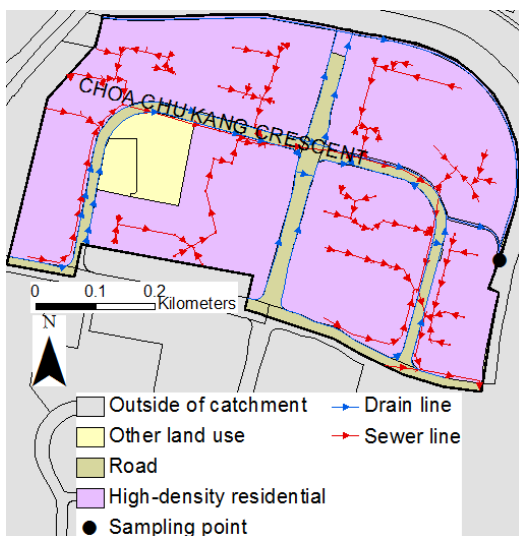 CHOA CHU KANG CRESCENT
0 0.1 0.2
Kilometers
N
Outside of catchment
Drain line
Other land use
Sewer line
Road
High-density residential
Sampling point